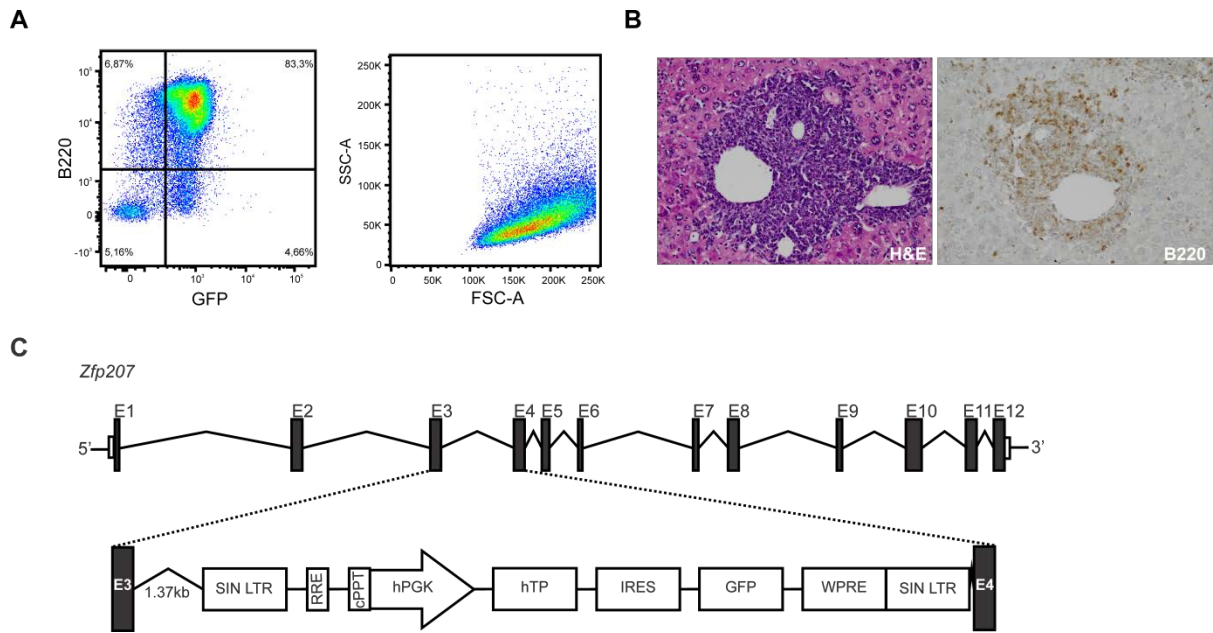 A
B
6,87%
83,3%
10⁵
10⁴
10³
0
-10³
5,16%
4,66%
0
10³
10⁴
10⁵
B220
GFP
250K
200K
150K
100K
50K
0
0
50K
100K
150K
200K
250K
SSC-A
FSC-A
H&E
B220
C
Zfp207
E1
E2
E3
E4
E5
E6
E7
E8
E9
E10
E11
E12
5'
3'
E3
1.37kb
SIN LTR
RRE
cPPT
hPGK
hTP
IRES
GFP
WPRE
SIN LTR
E4